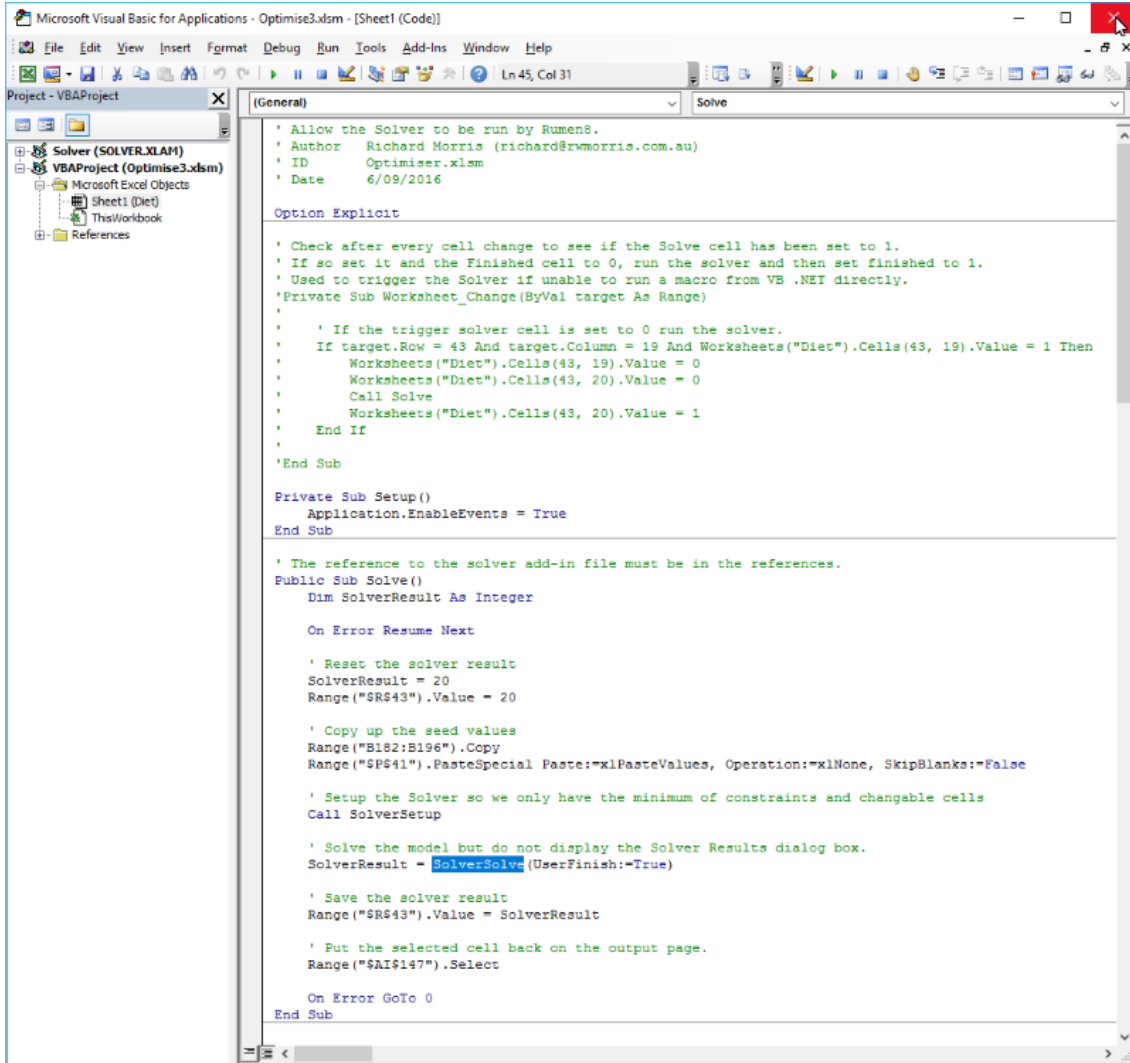 Microsoft Visual Basic for Applications - Optimise3.xlsm - [Sheet1 (Code)]
File Edit View Insert Format Debug Run Tools Add-Ins Window Help
Ln 45, Col 31
Project - VBAProject
(General)
Solve
Solver (SOLVER.XLAM)
VBAProject (Optimise3.xlsm)
Microsoft Excel Objects
Sheet1 (Diet)
ThisWorkbook
References
' Allow the Solver to be run by Rumen8.
' Author   Richard Morris (richard@rwmorris.com.au)
' ID       Optimiser.xlsm
' Date     6/09/2016
Option Explicit
' Check after every cell change to see if the Solve cell has been set to 1.
' If so set it and the Finished cell to 0, run the solver and then set finished to 1.
' Used to trigger the Solver if unable to run a macro from VB .NET directly.
'Private Sub Worksheet_Change(ByVal target As Range)
'
'    ' If the trigger solver cell is set to 0 run the solver.
'    If target.Row = 43 And target.Column = 19 And Worksheets("Diet").Cells(43, 19).Value = 1 Then
'        Worksheets("Diet").Cells(43, 19).Value = 0
'        Worksheets("Diet").Cells(43, 20).Value = 0
'        Call Solve
'        Worksheets("Diet").Cells(43, 20).Value = 1
'    End If
'
'End Sub
Private Sub Setup()
    Application.EnableEvents = True
End Sub
' The reference to the solver add-in file must be in the references.
Public Sub Solve()
    Dim SolverResult As Integer
    On Error Resume Next
    ' Reset the solver result
    SolverResult = 20
    Range("$R$43").Value = 20
    ' Copy up the seed values
    Range("B182:B196").Copy
    Range("$P$41").PasteSpecial Paste:=xlPasteValues, Operation:=xlNone, SkipBlanks:=False
    ' Setup the Solver so we only have the minimum of constraints and changable cells
    Call SolverSetup
    ' Solve the model but do not display the Solver Results dialog box.
    SolverResult = SolverSolve(UserFinish:=True)
    ' Save the solver result
    Range("$R$43").Value = SolverResult
    ' Put the selected cell back on the output page.
    Range("$AI$147").Select
    On Error GoTo 0
End Sub